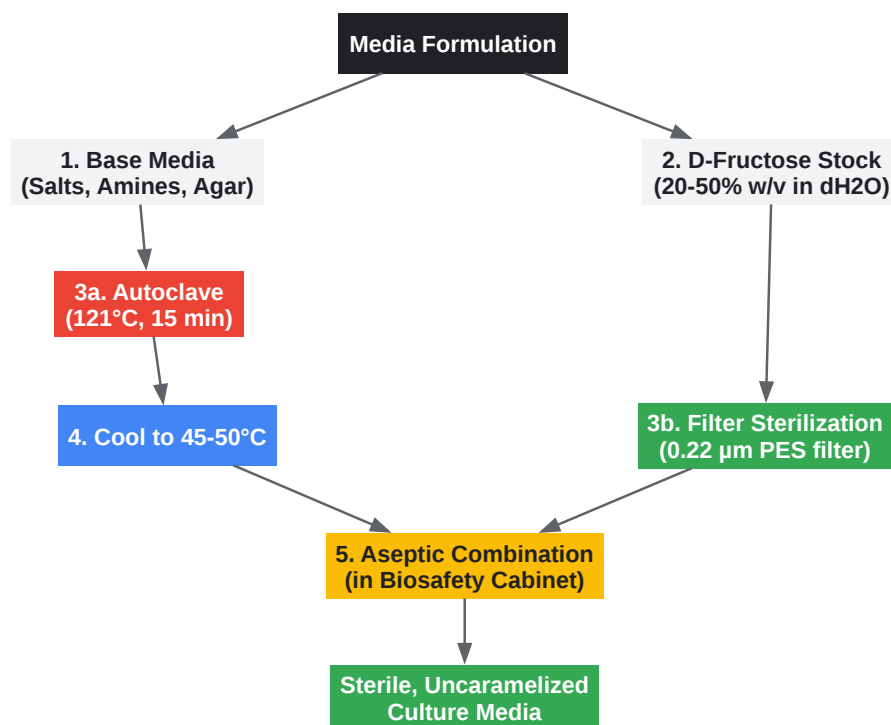 Media Formulation
1. Base Media
(Salts, Amines, Agar)
2. D-Fructose Stock
(20-50% w/v in dH2O)
3a. Autoclave
(121°C, 15 min)
4. Cool to 45-50°C
3b. Filter Sterilization
(0.22 µm PES filter)
5. Aseptic Combination
(in Biosafety Cabinet)
Sterile, Uncaramelized
Culture Media